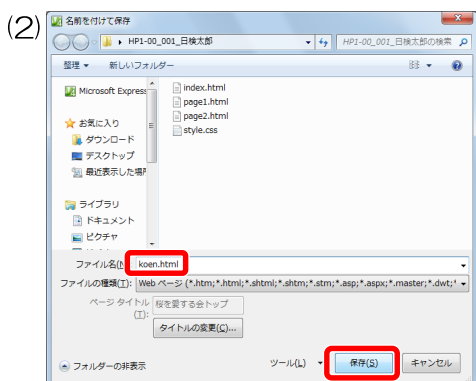 (2)
名前を付けて保存
HP1-00_001_日検太郎
HP1-00_001_日検太郎の検索
整理 新しいフォルダー
Microsoft Express
お気に入り
ダウンロード
デスクトップ
最近表示した場所
ライブラリ
ドキュメント
ピクチャ
index.html
page1.html
page2.html
style.css
ファイル名(N): koen.html
ファイルの種類(T): Web ページ (*.htm;*.html;*.shtml;*.shtm;*.stm;*.asp;*.aspx;*.master;*.dwt;*
ページ タイトル(T): 桜を愛する会トップ
タイトルの変更(C)...
フォルダーの非表示 ツール(L) 保存(S) キャンセル